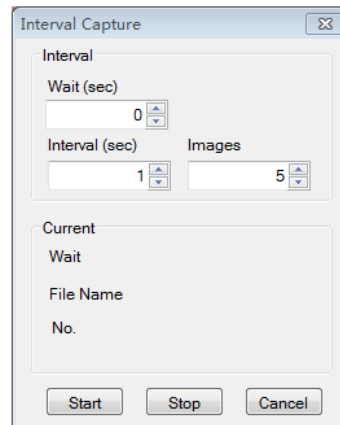 Interval Capture
Interval
Wait (sec)
0
Interval (sec) Images
1 5
Current
Wait
File Name
No.
Start Stop Cancel